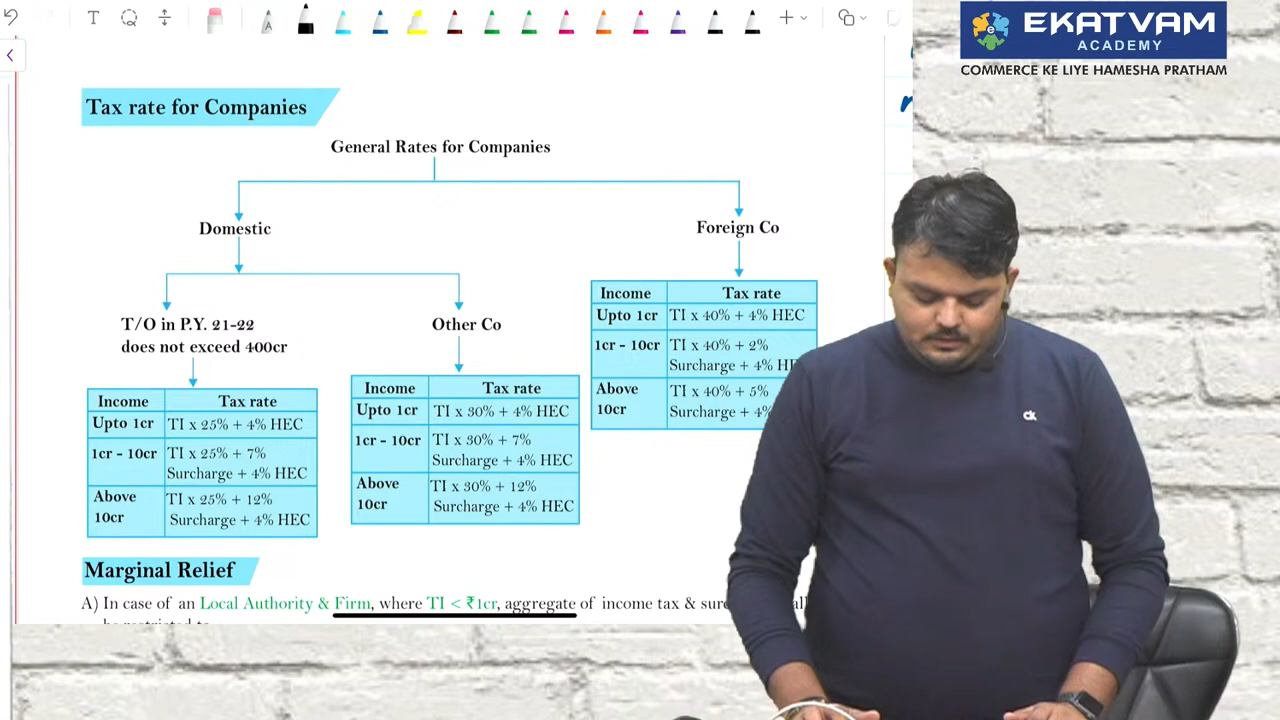 EKATVAM
ACADEMY
COMMERCE KE LIYE HAMESHA PRATHAM
Tax rate for Companies
General Rates for Companies
Domestic
Foreign Co
T/O in P.Y. 21-22
does not exceed 400cr
Other Co
Income Tax rate
Upto 1cr TI x 25% + 4% HEC
1cr - 10cr TI x 25% + 7%
Surcharge + 4% HEC
Above TI x 25% + 12%
10cr Surcharge + 4% HEC
Income Tax rate
Upto 1cr TI x 30% + 4% HEC
1cr - 10cr TI x 30% + 7%
Surcharge + 4% HEC
Above TI x 30% + 12%
10cr Surcharge + 4% HEC
Income Tax rate
Upto 1cr TI x 40% + 4% HEC
1cr - 10cr TI x 40% + 2%
Surcharge + 4%
Above TI x 40% + 5%
10cr Surcharge + 4%
Marginal Relief
A) In case of an Local Authority & Firm, where TI < ₹1cr, aggregate of income tax &